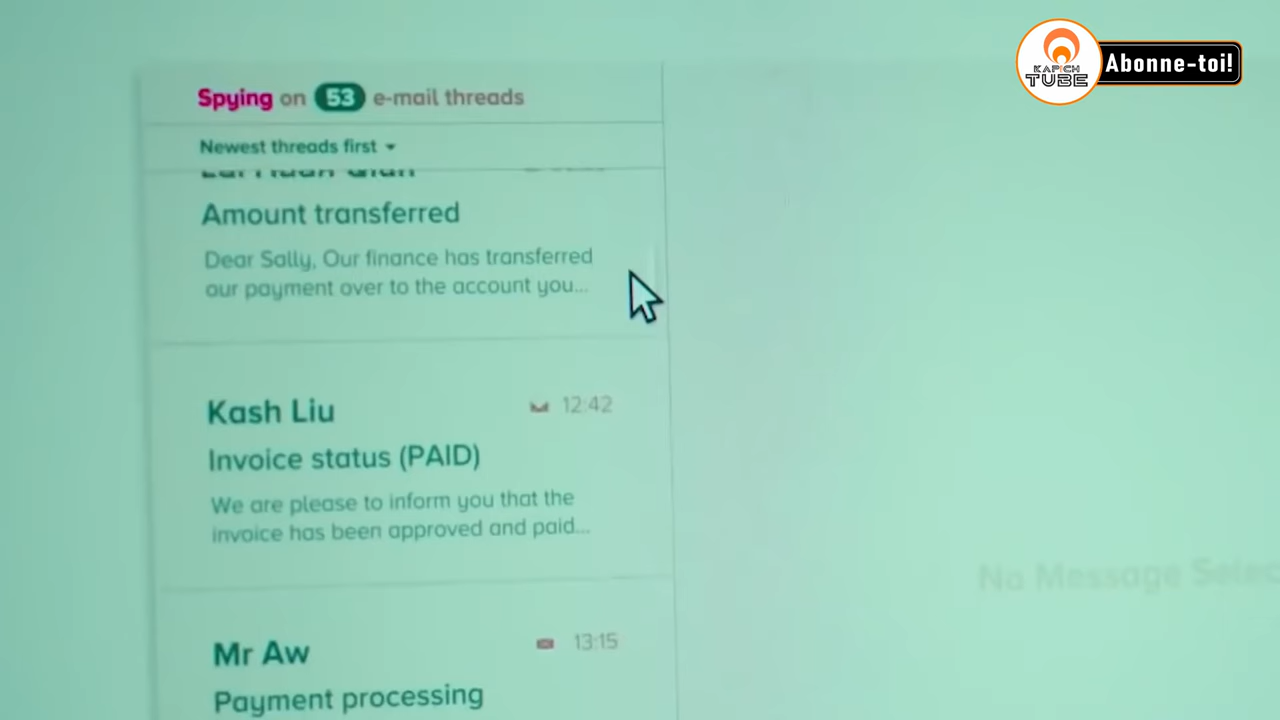 Spying on 53 e-mail threads
Newest threads first
Amount transferred
Dear Sally, Our finance has transferred
our payment over to the account you...
Kash Liu
12:42
Invoice status (PAID)
We are please to inform you that the
invoice has been approved and paid...
Mr Aw
13:15
Payment processing
No Message
KAPICH
TUBE
Abonne-toi!